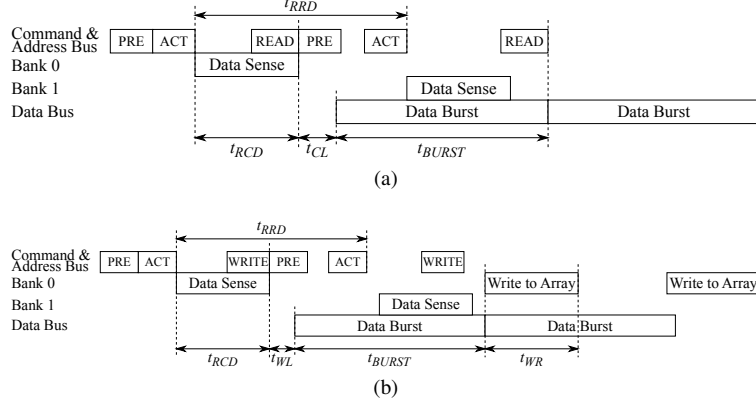 tRRD
Command &
Address Bus
PRE ACT READ PRE ACT READ
Bank 0 Data Sense
Bank 1 Data Sense
Data Bus Data Burst Data Burst
tRCD tCL tBURST
(a)
tRRD
Command &
Address Bus
PRE ACT WRITE PRE ACT WRITE
Bank 0 Data Sense Write to Array Write to Array
Bank 1 Data Sense
Data Bus Data Burst Data Burst
tRCD tWL tBURST tWR
(b)